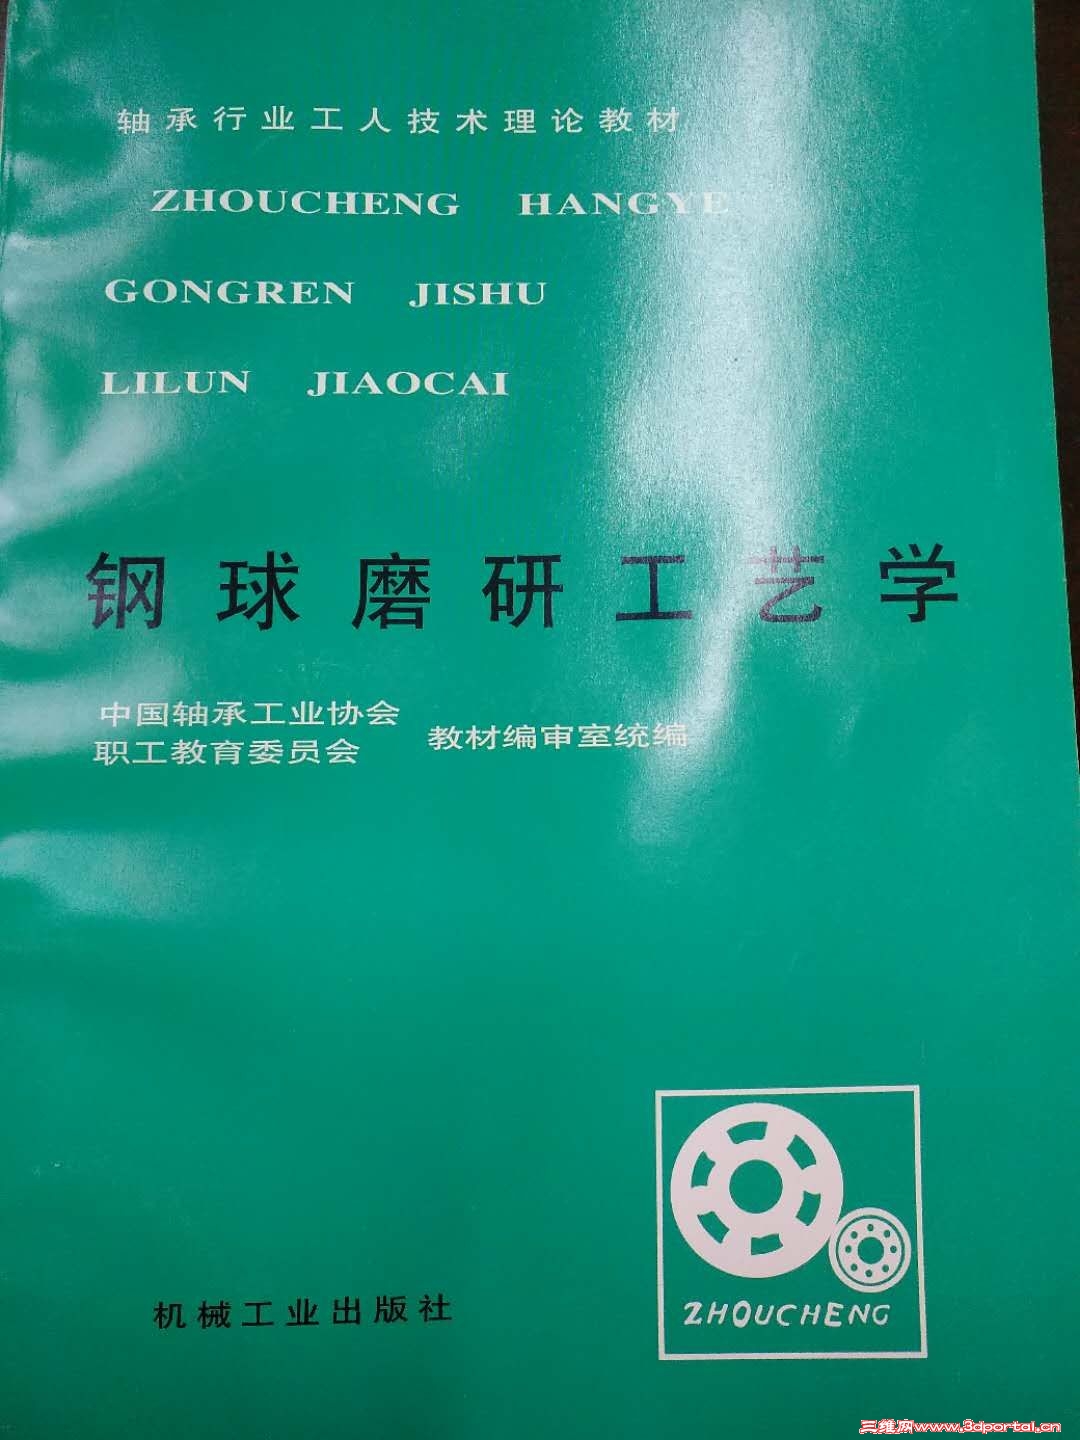 轴承行业工人技术理论教材
ZHOUCHENG HANGYE
GONGREN JISHU
LILUN JIAOCAI
钢球磨研工艺学
中国轴承工业协会
职工教育委员会
教材编审室统编
ZHOUCHENG
机械工业出版社
三维网www.3dportal.cn